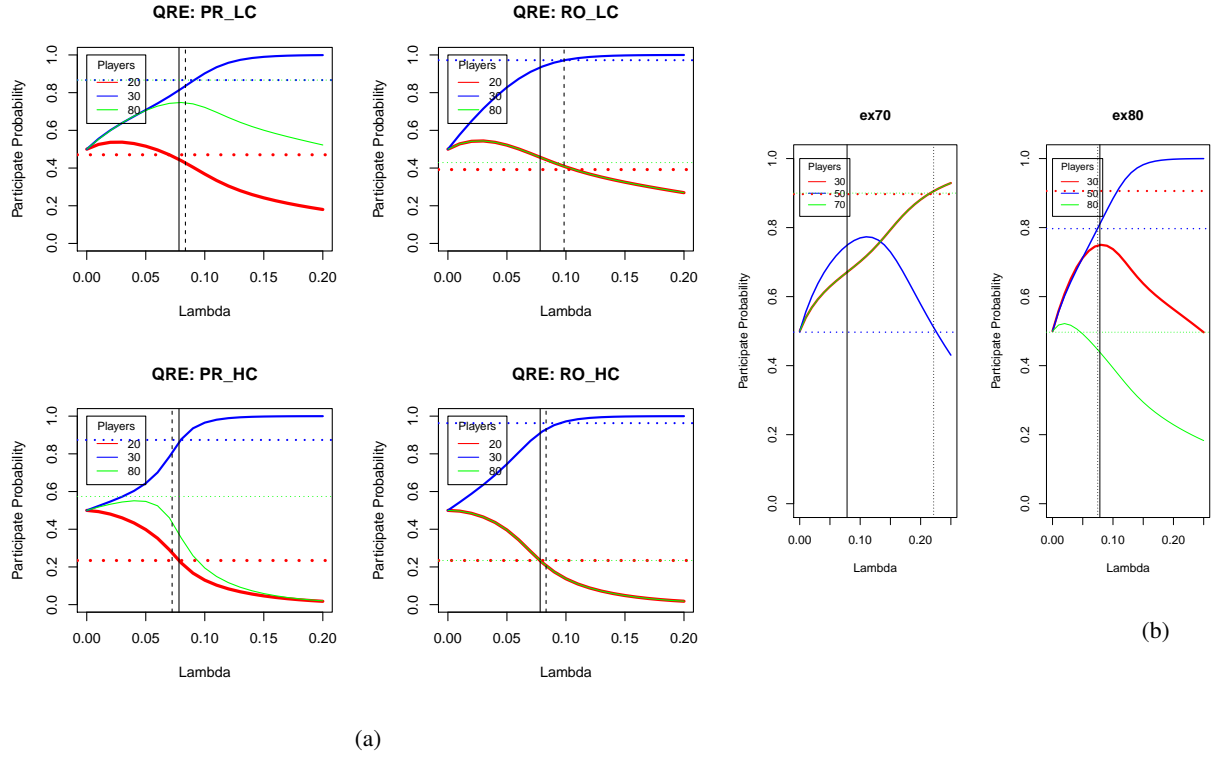 QRE: PR_LC
Participate Probability
0.0 0.2 0.4 0.6 0.8 1.0
Players
20
30
80
0.00 0.05 0.10 0.15 0.20
Lambda
QRE: RO_LC
Participate Probability
0.0 0.2 0.4 0.6 0.8 1.0
Players
20
30
80
0.00 0.05 0.10 0.15 0.20
Lambda
QRE: PR_HC
Participate Probability
0.0 0.2 0.4 0.6 0.8 1.0
Players
20
30
80
0.00 0.05 0.10 0.15 0.20
Lambda
QRE: RO_HC
Participate Probability
0.0 0.2 0.4 0.6 0.8 1.0
Players
20
30
80
0.00 0.05 0.10 0.15 0.20
Lambda
(a)
ex70
Participate Probability
0.0 0.2 0.4 0.6 0.8 1.0
Players
30
50
70
0.00 0.10 0.20
Lambda
ex80
Participate Probability
0.0 0.2 0.4 0.6 0.8 1.0
Players
30
50
80
0.00 0.10 0.20
Lambda
(b)